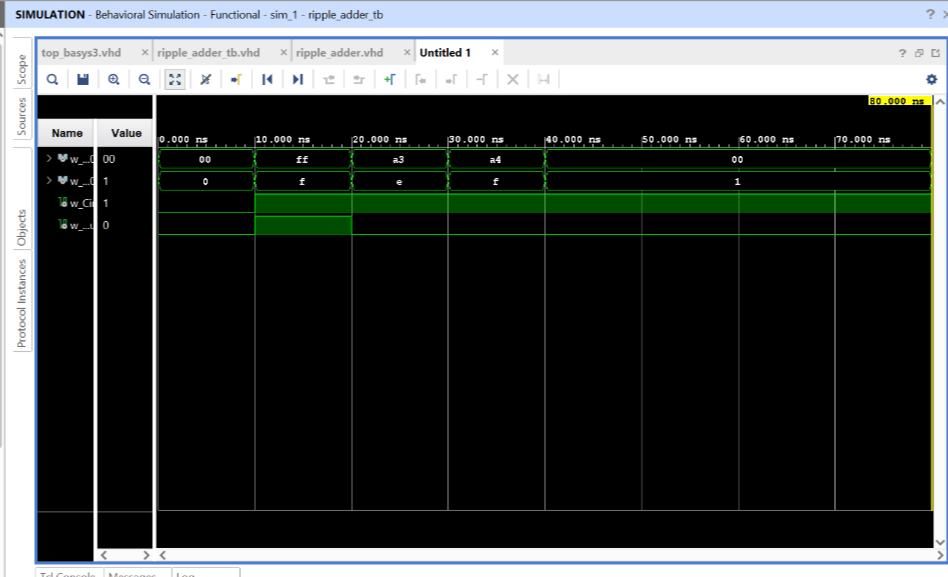 SIMULATION - Behavioral Simulation - Functional - sim_1 - ripple_adder_tb ?
Scope
Sources
Objects
Protocol Instances
top_basys3.vhd × ripple_adder_tb.vhd × ripple_adder.vhd × Untitled 1 × ?
80.000 ns
Name Value
0.000 ns 10.000 ns 20.000 ns 30.000 ns 40.000 ns 50.000 ns 60.000 ns 70.000 ns
> w_...0 00 00 ff a3 a4 00
> w_...0 1 0 f e f 1
w_Cin 1
w_...u 0
Tcl Console Messages Log